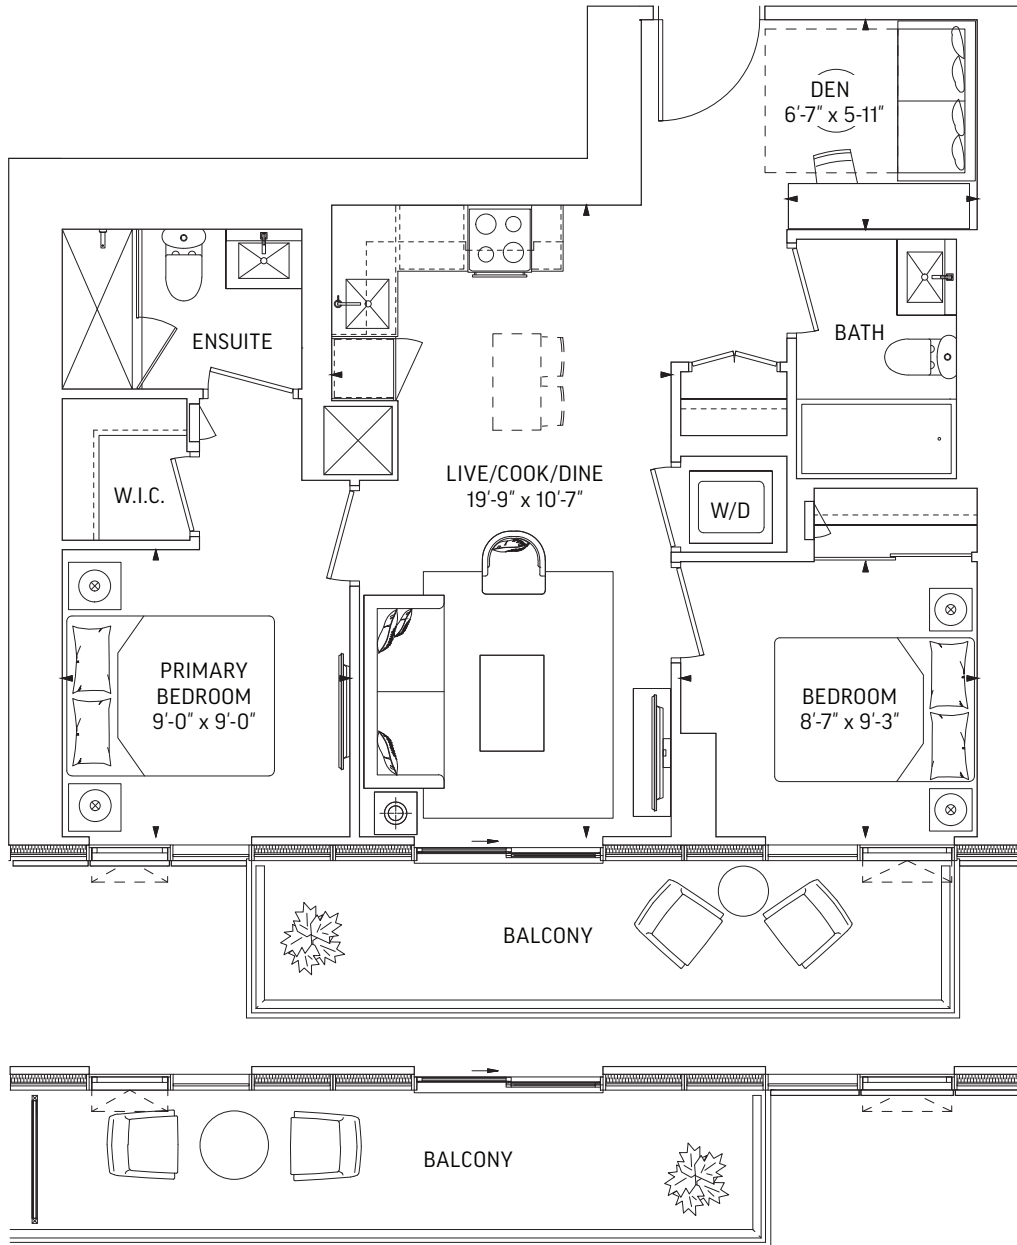 DEN
6'-7" x 5-11"
ENSUITE
BATH
LIVE/COOK/DINE
19'-9" x 10'-7"
W.I.C.
W/D
PRIMARY
BEDROOM
9'-0" x 9'-0"
BEDROOM
8'-7" x 9'-3"
BALCONY
BALCONY